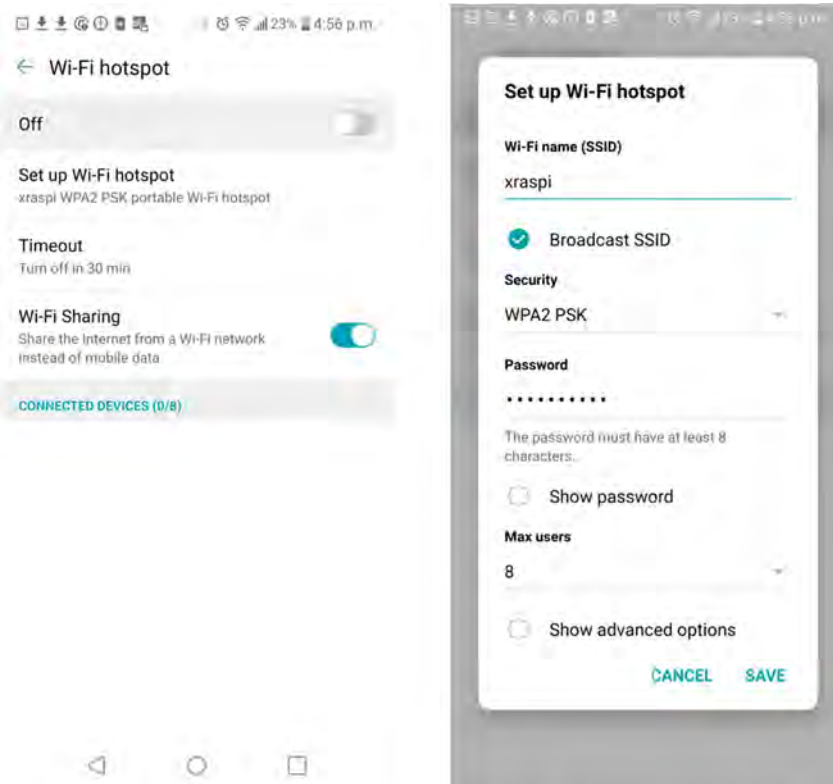 23% 4:56 p.m.
Wi-Fi hotspot
Off
Set up Wi-Fi hotspot
xraspi WPA2 PSK portable Wi-Fi hotspot
Timeout
Turn off in 30 min
Wi-Fi Sharing
Share the Internet from a Wi-Fi network
instead of mobile data
CONNECTED DEVICES (0/8)
Set up Wi-Fi hotspot
Wi-Fi name (SSID)
xraspi
Broadcast SSID
Security
WPA2 PSK
Password
••••••••••
The password must have at least 8
characters.
Show password
Max users
8
Show advanced options
CANCEL SAVE